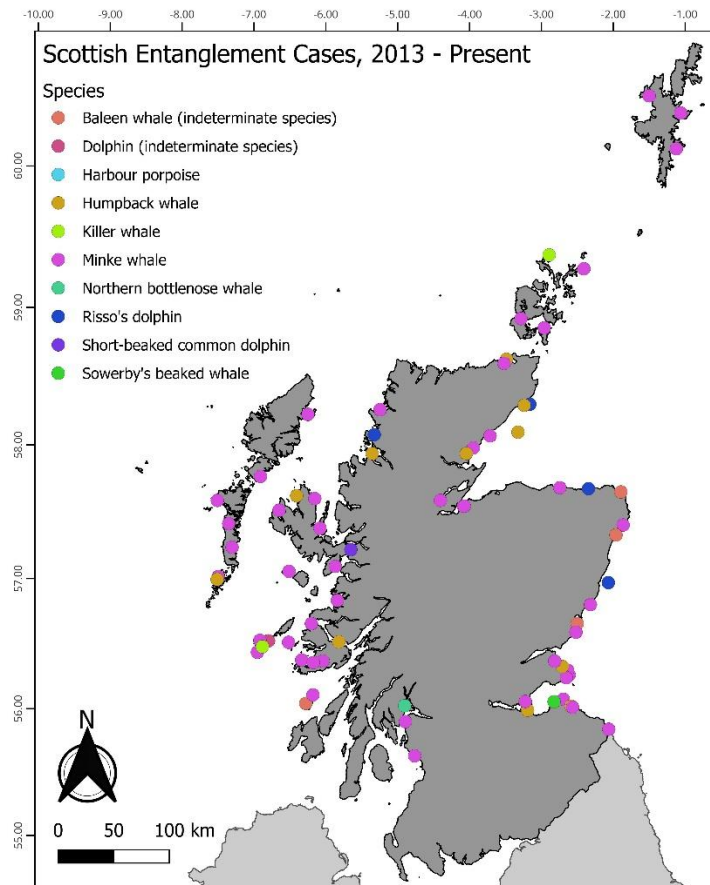 -10.00 -9.00 -8.00 -7.00 -6.00 -5.00 -4.00 -3.00 -2.00 -1.00
Scottish Entanglement Cases, 2013 - Present
Species
Baleen whale (indeterminate species)
Dolphin (indeterminate species)
Harbour porpoise
Humpback whale
Killer whale
Minke whale
Northern bottlenose whale
Risso's dolphin
Short-beaked common dolphin
Sowerby's beaked whale
60.00
59.00
58.00
57.00
56.00
55.00
N
0 50 100 km